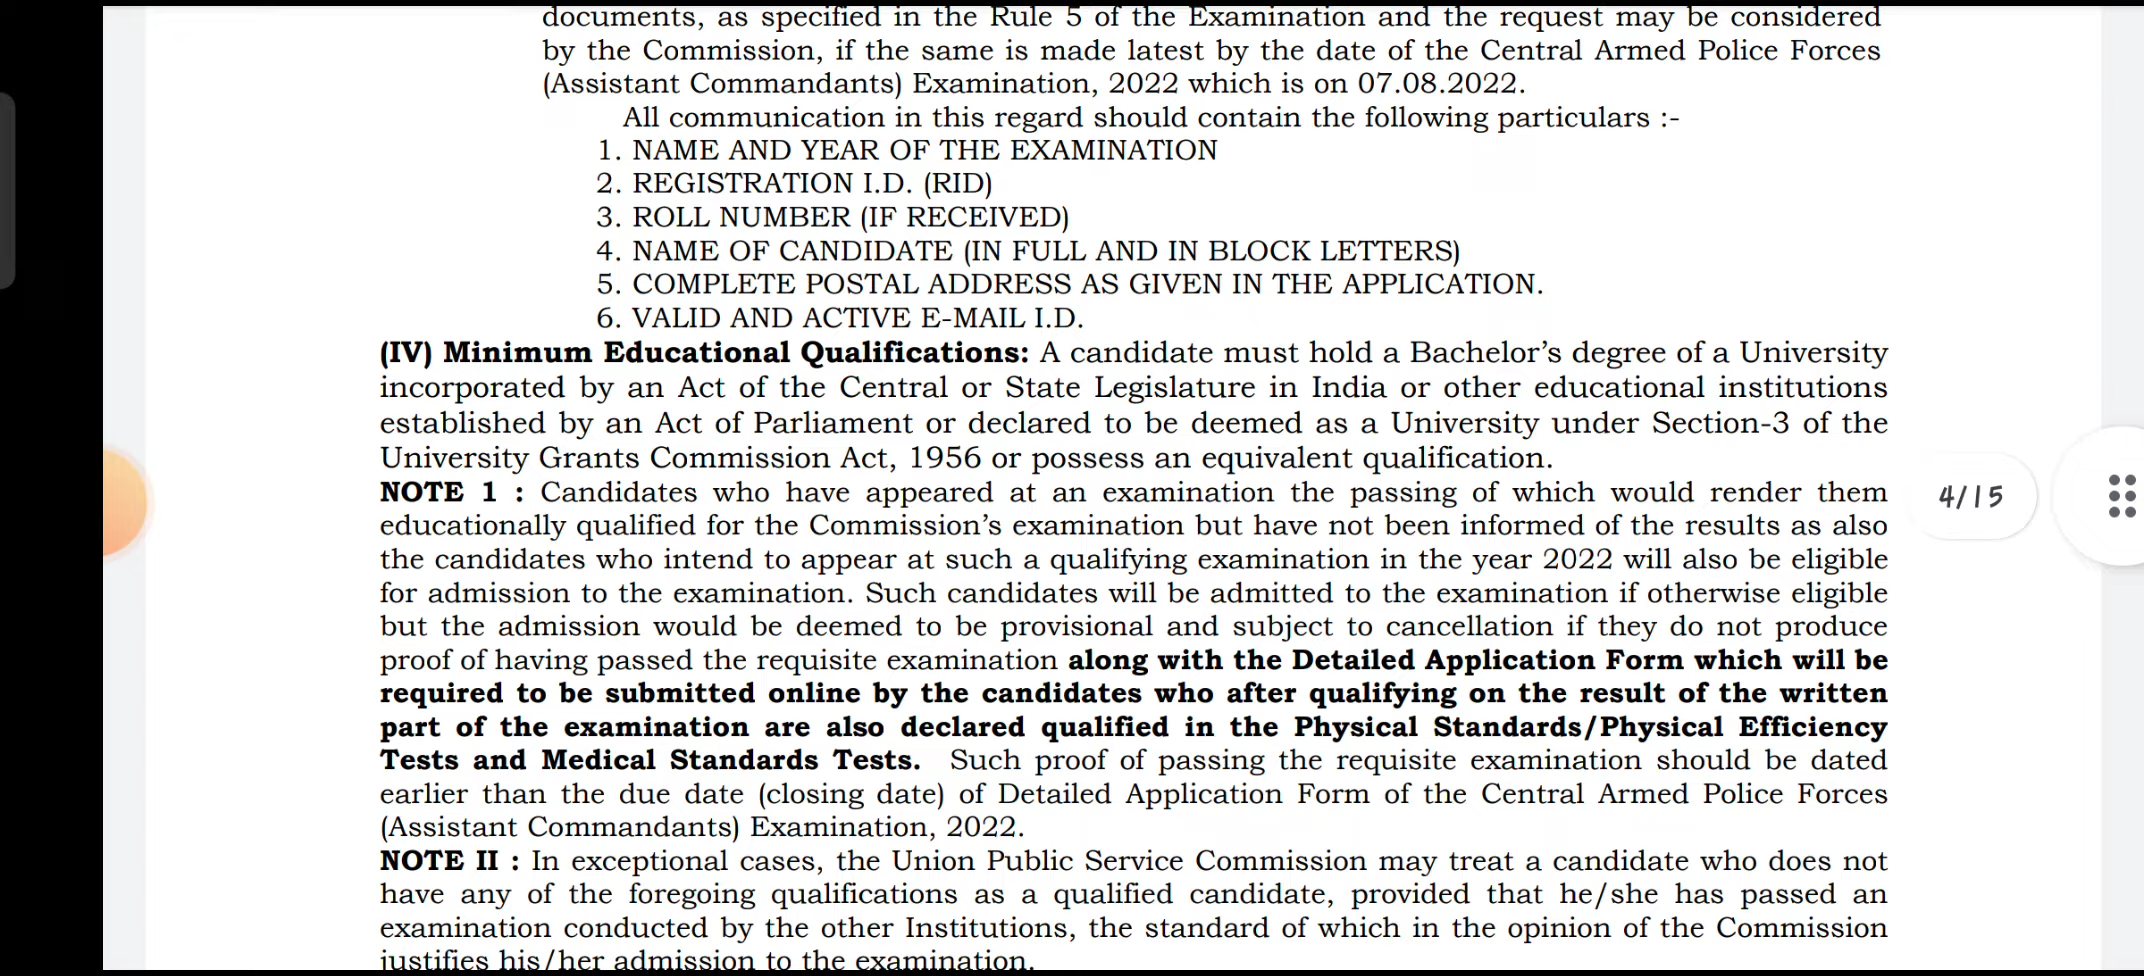 documents, as specified in the Rule 5 of the Examination and the request may be considered
by the Commission, if the same is made latest by the date of the Central Armed Police Forces
(Assistant Commandants) Examination, 2022 which is on 07.08.2022.
All communication in this regard should contain the following particulars :-
1. NAME AND YEAR OF THE EXAMINATION
2. REGISTRATION I.D. (RID)
3. ROLL NUMBER (IF RECEIVED)
4. NAME OF CANDIDATE (IN FULL AND IN BLOCK LETTERS)
5. COMPLETE POSTAL ADDRESS AS GIVEN IN THE APPLICATION.
6. VALID AND ACTIVE E-MAIL I.D.
(IV) Minimum Educational Qualifications: A candidate must hold a Bachelor’s degree of a University
incorporated by an Act of the Central or State Legislature in India or other educational institutions
established by an Act of Parliament or declared to be deemed as a University under Section-3 of the
University Grants Commission Act, 1956 or possess an equivalent qualification.
NOTE 1 : Candidates who have appeared at an examination the passing of which would render them
educationally qualified for the Commission’s examination but have not been informed of the results as also
the candidates who intend to appear at such a qualifying examination in the year 2022 will also be eligible
for admission to the examination. Such candidates will be admitted to the examination if otherwise eligible
but the admission would be deemed to be provisional and subject to cancellation if they do not produce
proof of having passed the requisite examination along with the Detailed Application Form which will be
required to be submitted online by the candidates who after qualifying on the result of the written
part of the examination are also declared qualified in the Physical Standards/Physical Efficiency
Tests and Medical Standards Tests. Such proof of passing the requisite examination should be dated
earlier than the due date (closing date) of Detailed Application Form of the Central Armed Police Forces
(Assistant Commandants) Examination, 2022.
NOTE II : In exceptional cases, the Union Public Service Commission may treat a candidate who does not
have any of the foregoing qualifications as a qualified candidate, provided that he/she has passed an
examination conducted by the other Institutions, the standard of which in the opinion of the Commission
justifies his/her admission to the examination.
4/15